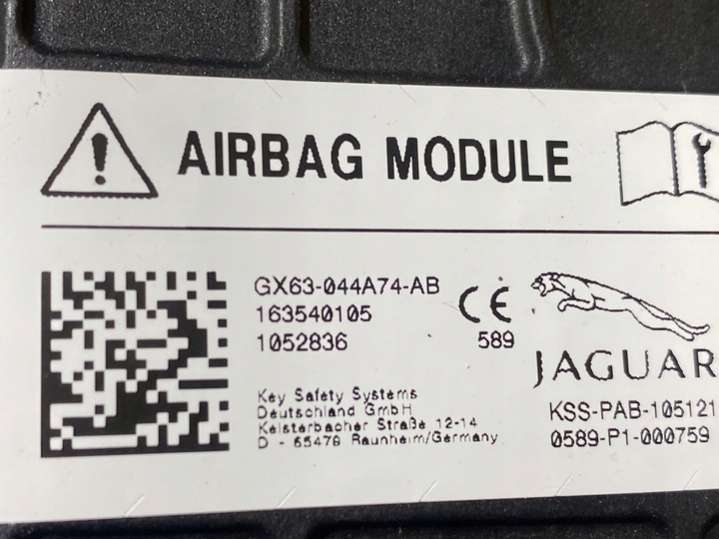 AIRBAG MODULE
GX63-044A74-AB
163540105
1052836
CE
589
JAGUAR
Key Safety Systems
Deutschland GmbH
Kelsterbacher Straße 12-14
D - 65479 Raunheim/Germany
KSS-PAB-105121
0589-P1-000759